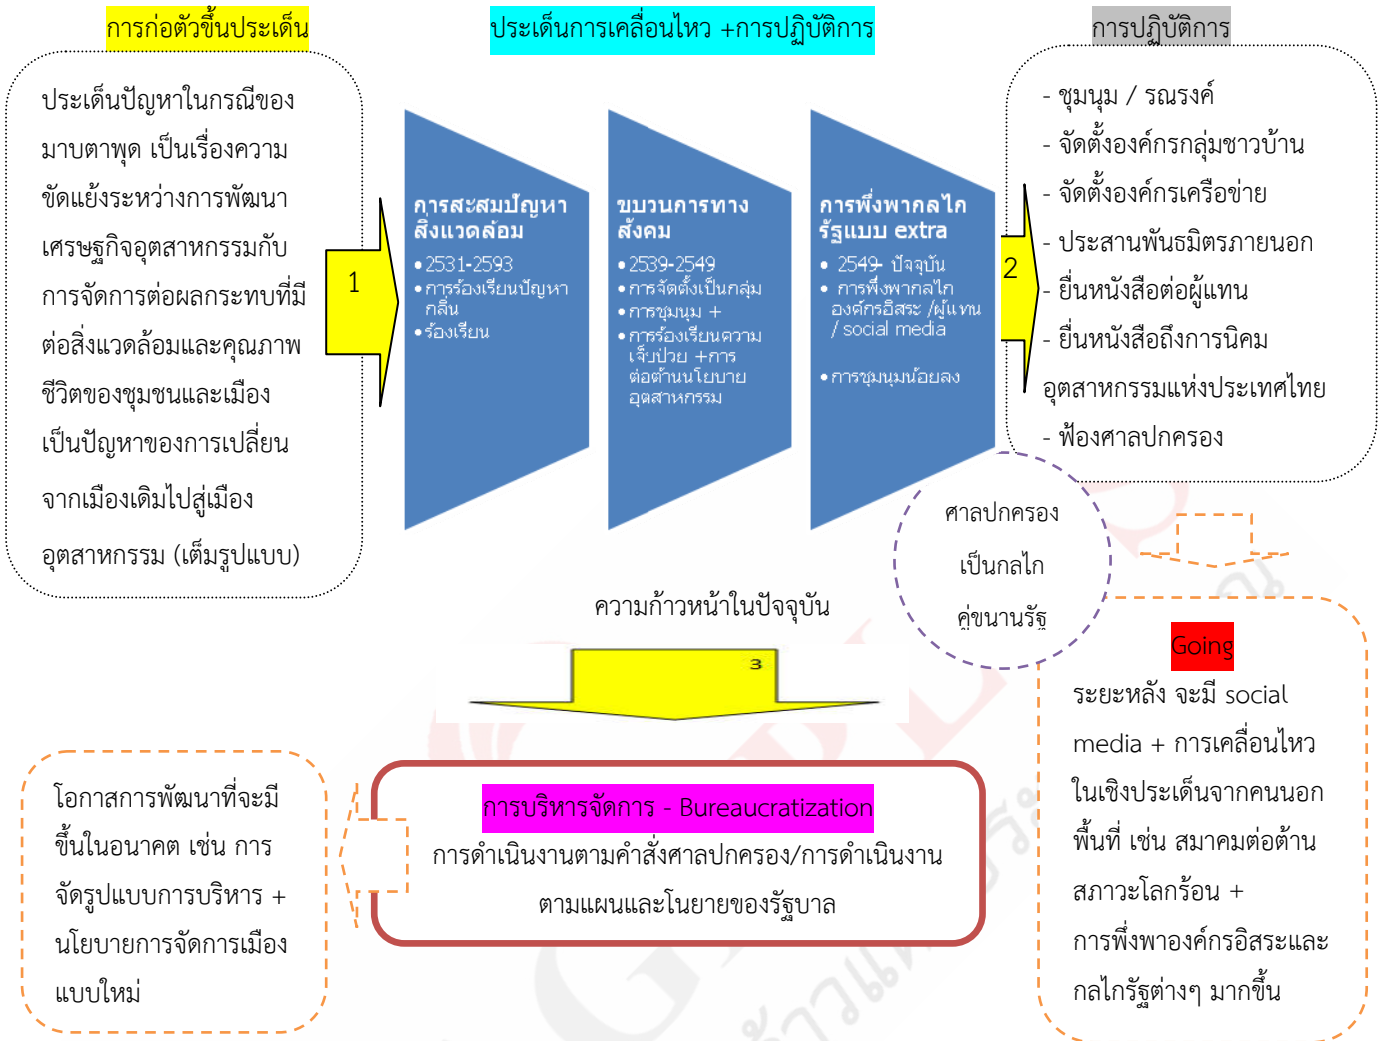 การก่อตัวขึ้นประเด็น
ประเด็นการเคลื่อนไหว +การปฏิบัติการ
การปฏิบัติการ
ประเด็นปัญหาในกรณีของ
มาบตาพุด เป็นเรื่องความ
ขัดแย้งระหว่างการพัฒนา
เศรษฐกิจอุตสาหกรรมกับ
การจัดการต่อผลกระทบที่มี
ต่อสิ่งแวดล้อมและคุณภาพ
ชีวิตของชุมชนและเมือง
เป็นปัญหาของการเปลี่ยน
จากเมืองเดิมไปสู่เมือง
อุตสาหกรรม (เต็มรูปแบบ)
1
การสะสมปัญหา
สิ่งแวดล้อม
• 2531-2593
• การร้องเรียนปัญหา
กลิ่น
• ร้องเรียน
ขบวนการทาง
สังคม
• 2539-2549
• การจัดตั้งเป็นกลุ่ม
• การชุมนุม +
• การร้องเรียนความ
เจ็บป่วย +การ
ต่อต้านนโยบาย
อุตสาหกรรม
การพึ่งพากลไก
รัฐแบบ extra
• 2549- ปัจจุบัน
• การพึ่งพากลไก
องค์กรอิสระ /ผู้แทน
/ social media
• การชุมนุมน้อยลง
2
- ชุมนุม / รณรงค์
- จัดตั้งองค์กรกลุ่มชาวบ้าน
- จัดตั้งองค์กรเครือข่าย
- ประสานพันธมิตรภายนอก
- ยื่นหนังสือต่อผู้แทน
- ยื่นหนังสือถึงการนิคม
อุตสาหกรรมแห่งประเทศไทย
- ฟ้องศาลปกครอง
ศาลปกครอง
เป็นกลไก
คู่ขนานรัฐ
ความก้าวหน้าในปัจจุบัน
3
Going
ระยะหลัง จะมี social
media + การเคลื่อนไหว
ในเชิงประเด็นจากคนนอก
พื้นที่ เช่น สมาคมต่อต้าน
สภาวะโลกร้อน +
การพึ่งพาองค์กรอิสระและ
กลไกรัฐต่างๆ มากขึ้น
การบริหารจัดการ - Bureaucratization
การดำเนินงานตามคำสั่งศาลปกครอง/การดำเนินงาน
ตามแผนและโนยายของรัฐบาล
โอกาสการพัฒนาที่จะมี
ขึ้นในอนาคต เช่น การ
จัดรูปแบบการบริหาร +
นโยบายการจัดการเมือง
แบบใหม่